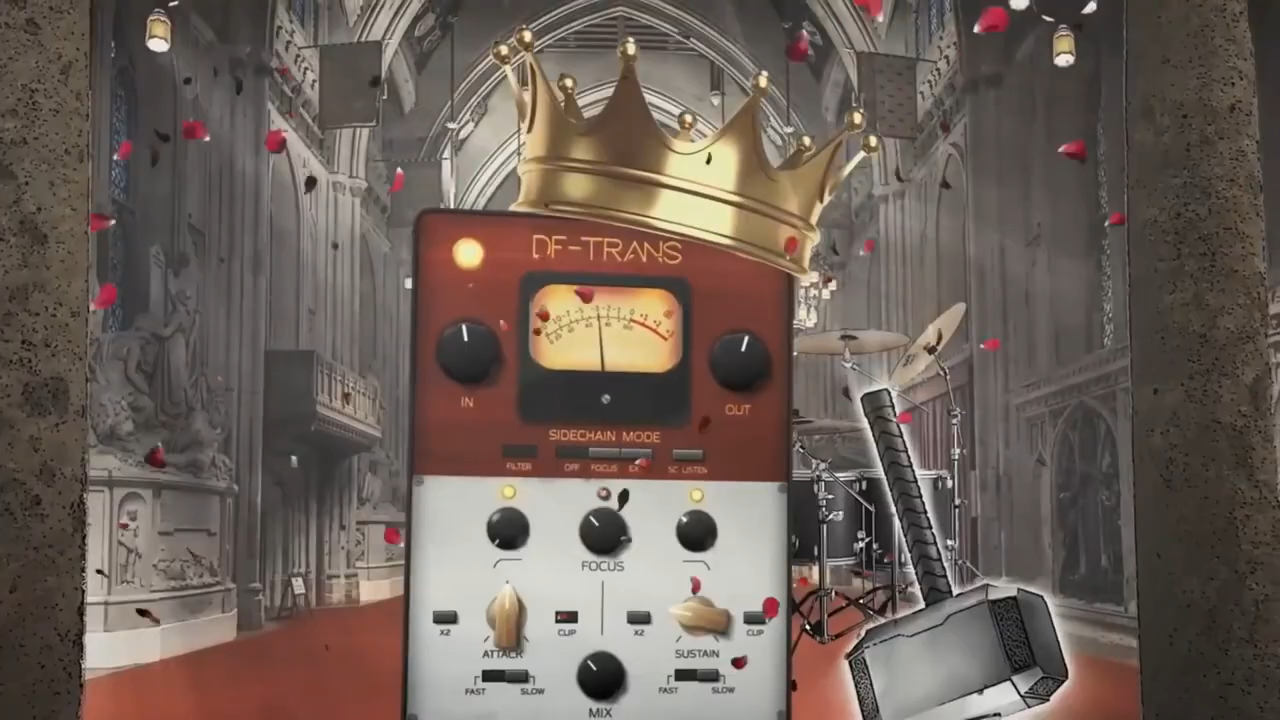 DF-TRANS
IN
OUT
SIDECHAIN MODE
FILTER
OFF
FOCUS
SC LISTEN
FOCUS
X2
CLIP
X2
CLIP
ATTACK
SUSTAIN
FAST
SLOW
FAST
SLOW
MIX